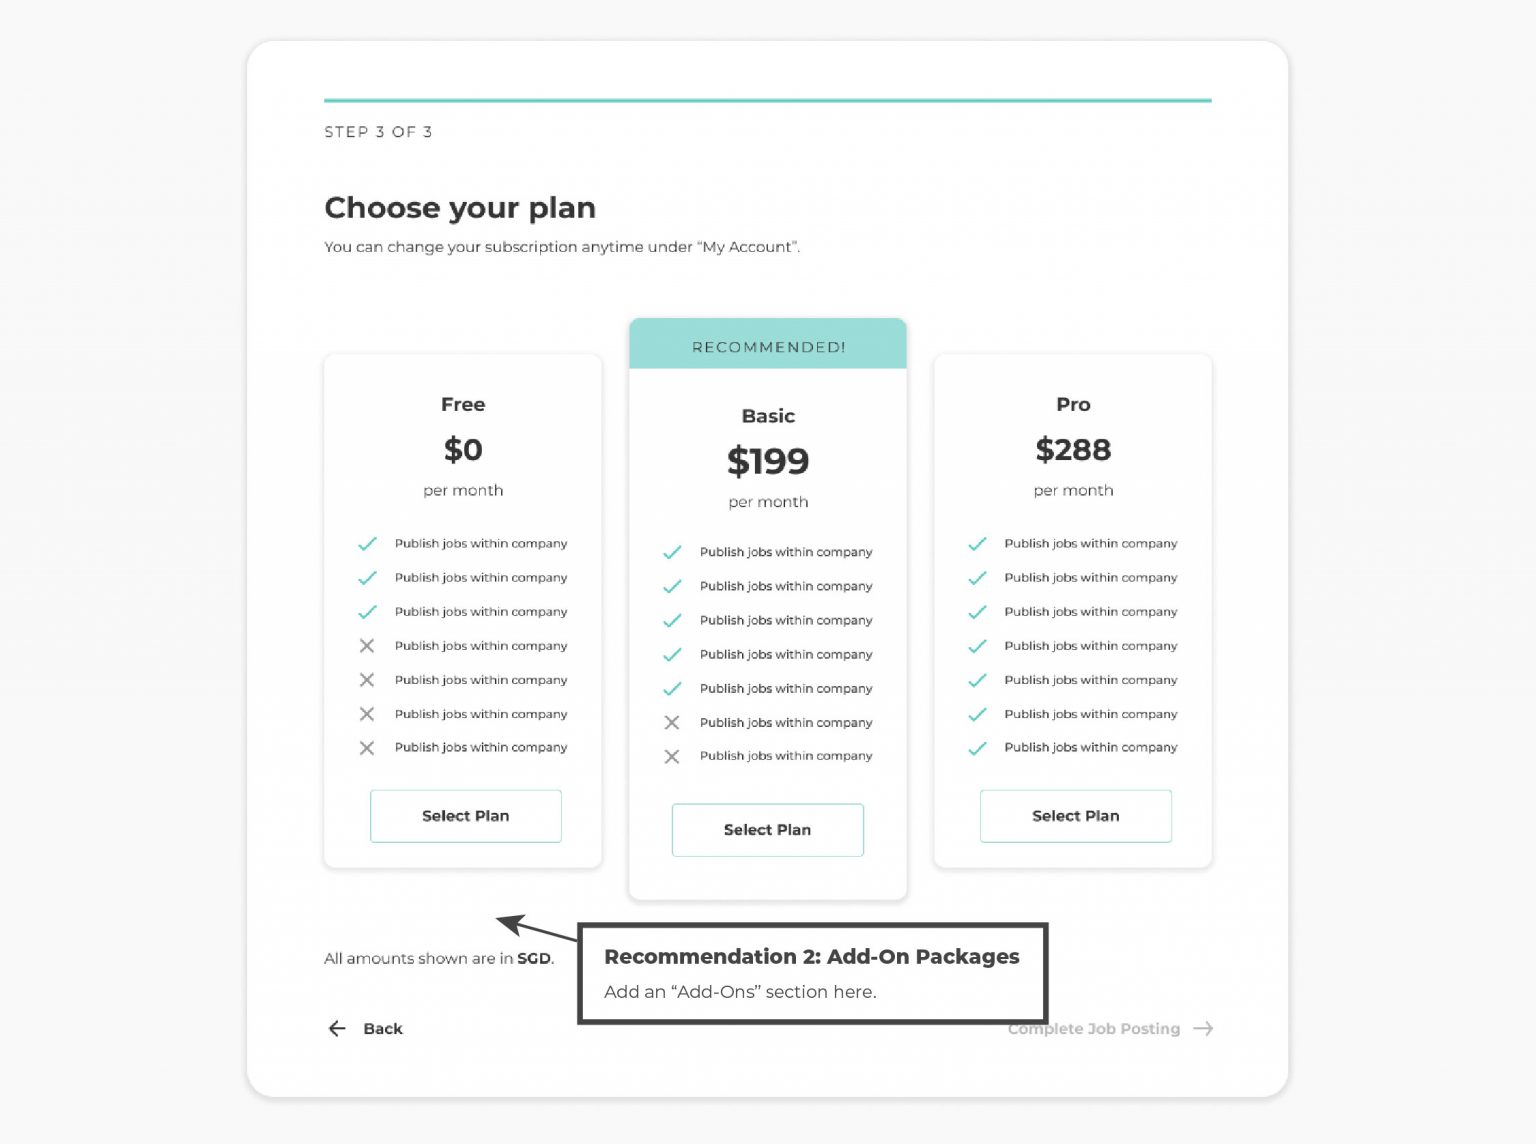 STEP 3 OF 3
Choose your plan
You can change your subscription anytime under “My Account”.
Free
$0
per month
Publish jobs within company
Publish jobs within company
Publish jobs within company
Publish jobs within company
Publish jobs within company
Publish jobs within company
Publish jobs within company
Select Plan
RECOMMENDED!
Basic
$199
per month
Publish jobs within company
Publish jobs within company
Publish jobs within company
Publish jobs within company
Publish jobs within company
Publish jobs within company
Publish jobs within company
Select Plan
Pro
$288
per month
Publish jobs within company
Publish jobs within company
Publish jobs within company
Publish jobs within company
Publish jobs within company
Publish jobs within company
Publish jobs within company
Select Plan
All amounts shown are in SGD.
Recommendation 2: Add-On Packages
Add an “Add-Ons” section here.
Back
Complete Job Posting